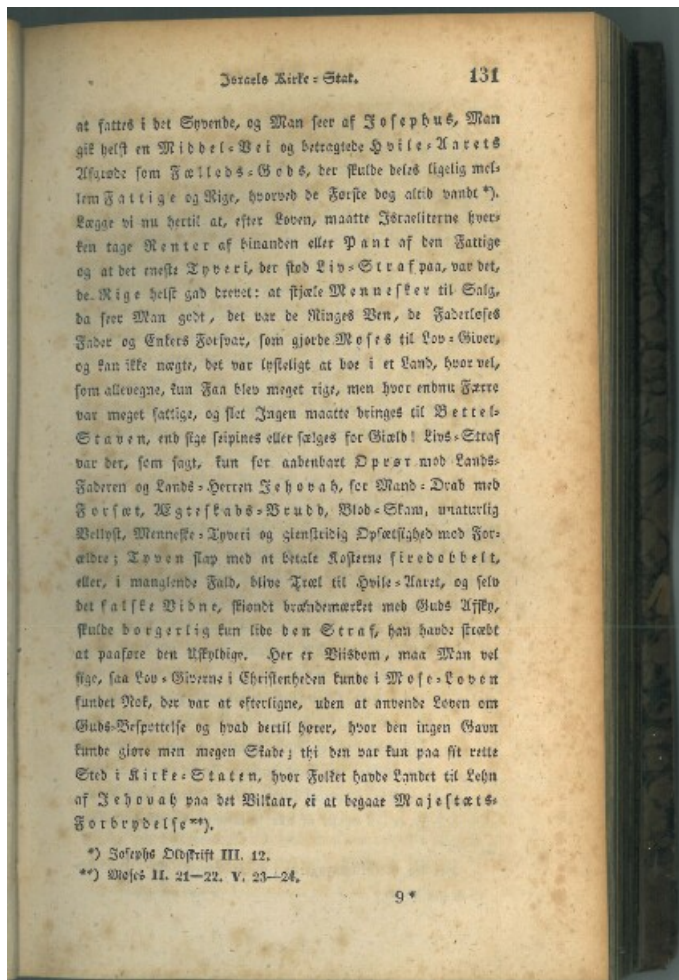 Israels Kirke-Stat. 131
at fattes i det Syvende, og Man seer af Josephus, Man
gik helst en Middel-Vei og betragtede Hvile-Aarets
Afgrøde som Fælleds-Gods, der skulde deles ligelig mel-
lem Fattige og Rige, hvorved de Første dog altid vandt *).
Lægge vi nu hertil at, efter Loven, maatte Israeliterne hver-
ken tage Renter af hinanden eller Pant af den Fattige
og at det eneste Tyveri, der stod Liv-Straf paa, var det,
de Rige helst gad drevet: at stjæle Mennesker til Salg,
da seer Man godt, det var de Ringes Ven, de Faderløses
Fader og Enkers Forsvar, som gjorde Moses til Lov-Giver,
og kan ikke nægte, det var lysteligt at boe i et Land, hvor vel,
som allevegne, kun Faa blev meget rige, men hvor endnu Færre
var meget fattige, og slet Ingen maatte bringes til Bettel-
Staven, end sige peipines eller sælges for Giæld! Livs-Straf
var der, som sagt, kun for aabenbart Oprør mod Lands-
Faderen og Lands-Herren Jehovah, for Mand-Drab med
Forsæt, Ægteskabs-Brudd, Blod-Skam, unaturlig
Vellyst, Menneske-Tyveri og gienstridig Opsætsighed mod For-
ældre; Tyven slap med at betale Kosterne firedobbelt,
eller, i manglende Fald, blive Træl til Hvile-Aaret, og selv
det falske Vidne, skiøndt brændemærket med Guds Afsky,
skulde borgerlig kun lide den Straf, han havde stræbt
at paaføre den Uskyldige. Her er Viisdom, maa Man vel
sige, saa Lov-Giverne i Christenheden kunde i Mose-Loven
fundet Nok, der var at efterligne, uden at anvende Loven om
Guds-Bespottelse og hvad dertil hører, hvor den ingen Gavn
kunde giøre men megen Skade; thi den var kun paa sit rette
Sted i Kirke-Staten, hvor Folket havde Landet til Lehn
af Jehovah paa det Vilkaar, ei at begaae Majestæts-
Forbrydelse **).
*) Josephs Oldskrift III. 12.
**) Moses II. 21—22. V. 23—24.
9*